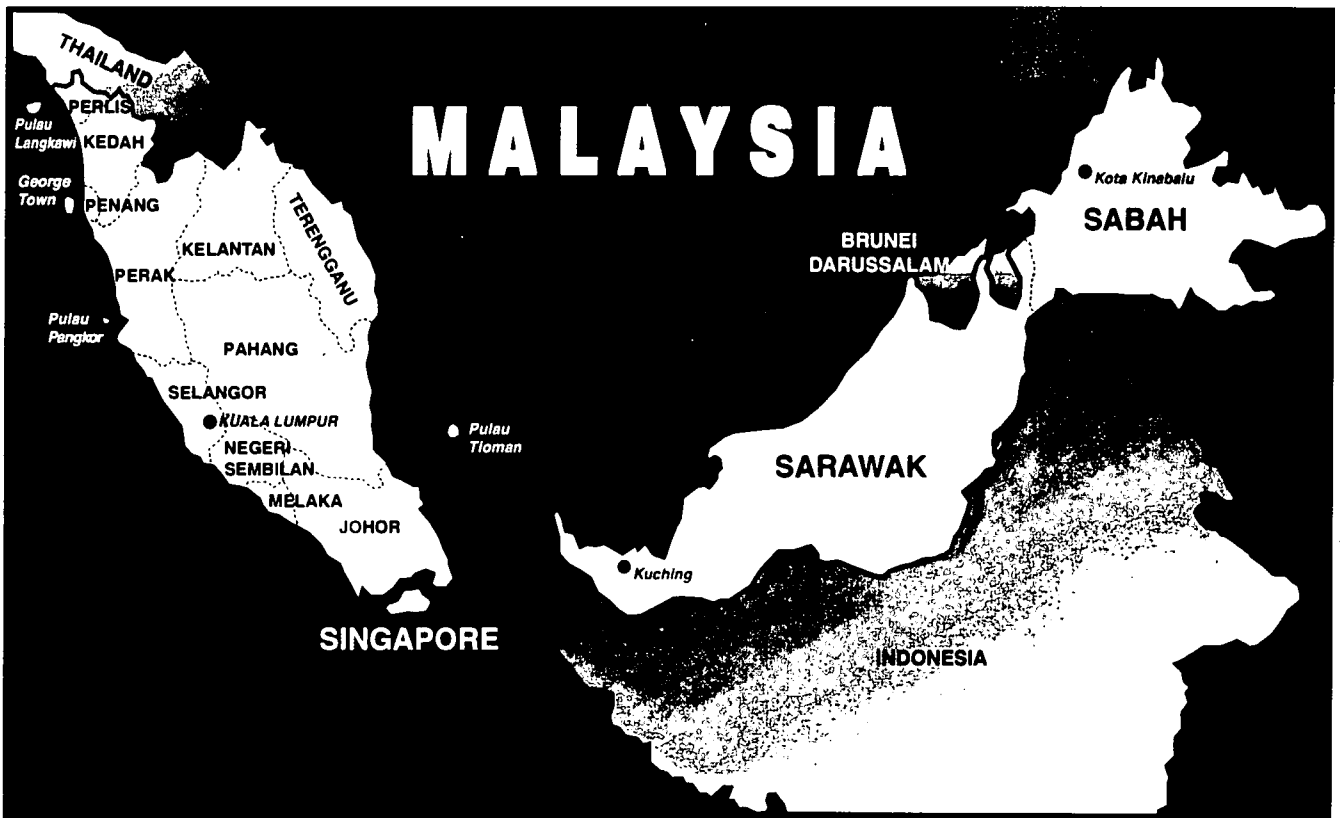 THAILAND
MALAYSIA
PERLIS
Pulau
Langkawi
KEDAH
George
Town
PENANG
TERENGGANU
KELANTAN
PERAK
Pulau
Pangkor
PAHANG
SELANGOR
KUALA LUMPUR
NEGERI
SEMBILAN
MELAKA
JOHOR
Pulau
Tioman
SINGAPORE
Kota Kinabalu
SABAH
BRUNEI
DARUSSALAM
SARAWAK
Kuching
INDONESIA